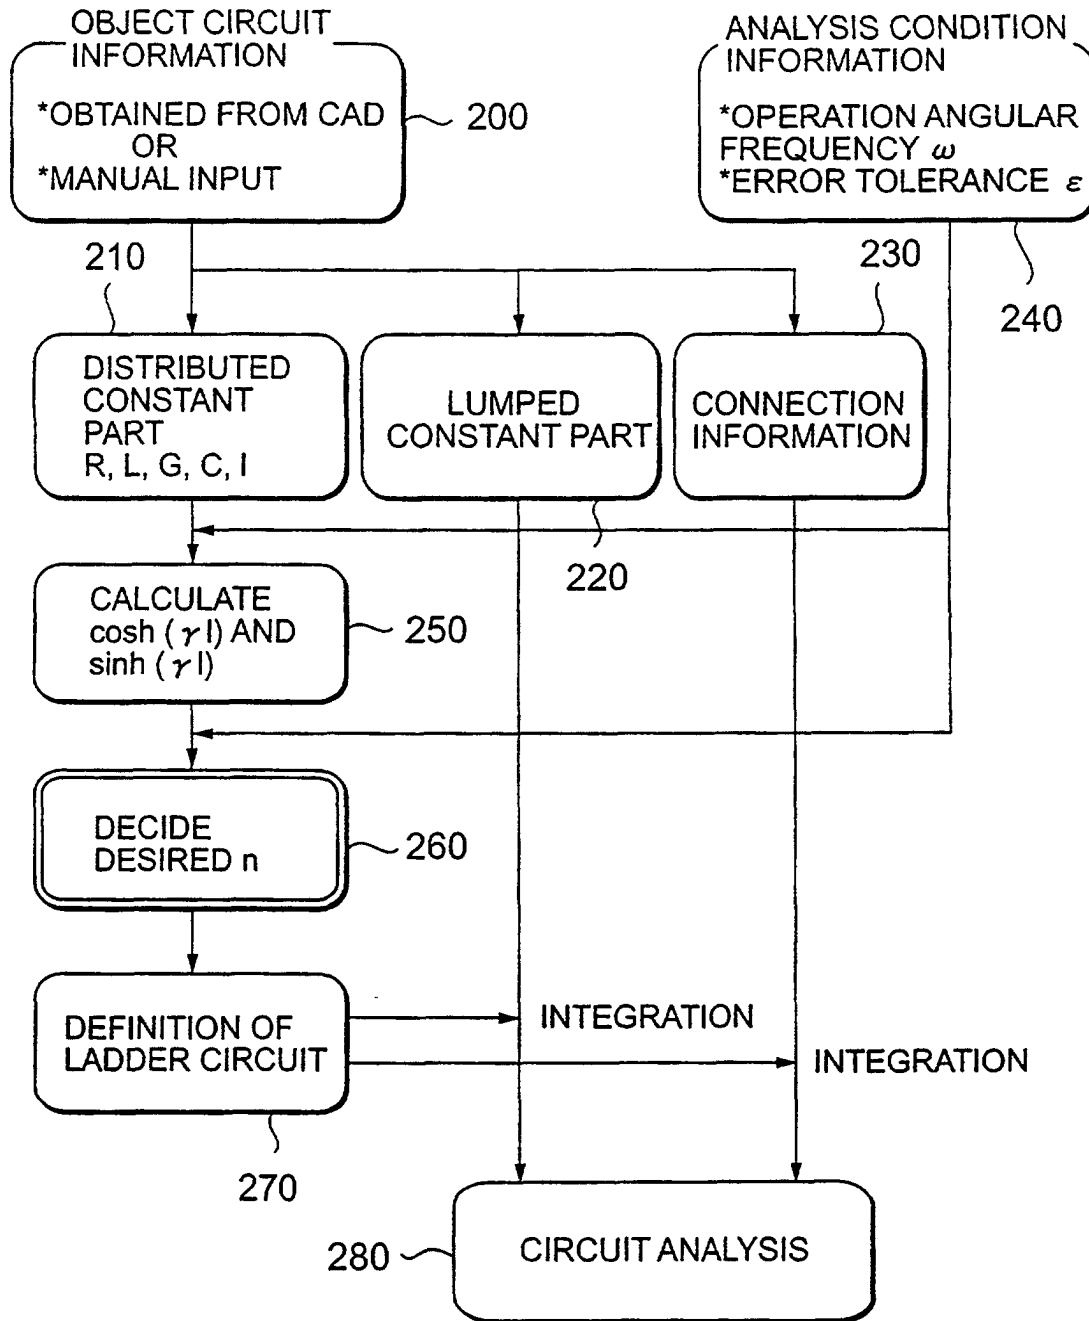 OBJECT CIRCUIT
INFORMATION
*OBTAINED FROM CAD
OR
*MANUAL INPUT
200
ANALYSIS CONDITION
INFORMATION
*OPERATION ANGULAR
FREQUENCY ω
*ERROR TOLERANCE ε
240
210
DISTRIBUTED
CONSTANT
PART
R, L, G, C, l
LUMPED
CONSTANT PART
220
230
CONNECTION
INFORMATION
CALCULATE
cosh (γl) AND
sinh (γl)
250
DECIDE
DESIRED n
260
DEFINITION OF
LADDER CIRCUIT
270
INTEGRATION
INTEGRATION
280
CIRCUIT ANALYSIS